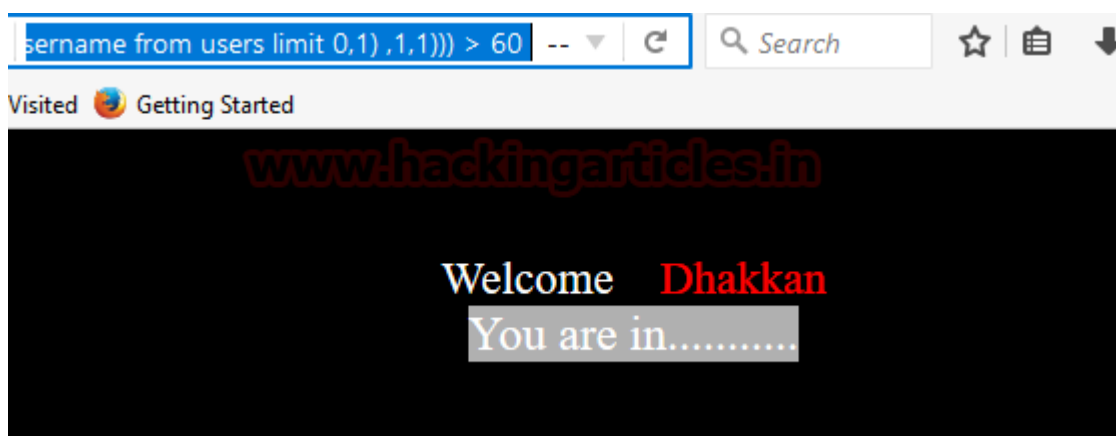 sername from users limit 0,1) ,1,1))) > 60 -- Search
Visited Getting Started
www.hackingarticles.in
Welcome Dhakkan
You are in...........